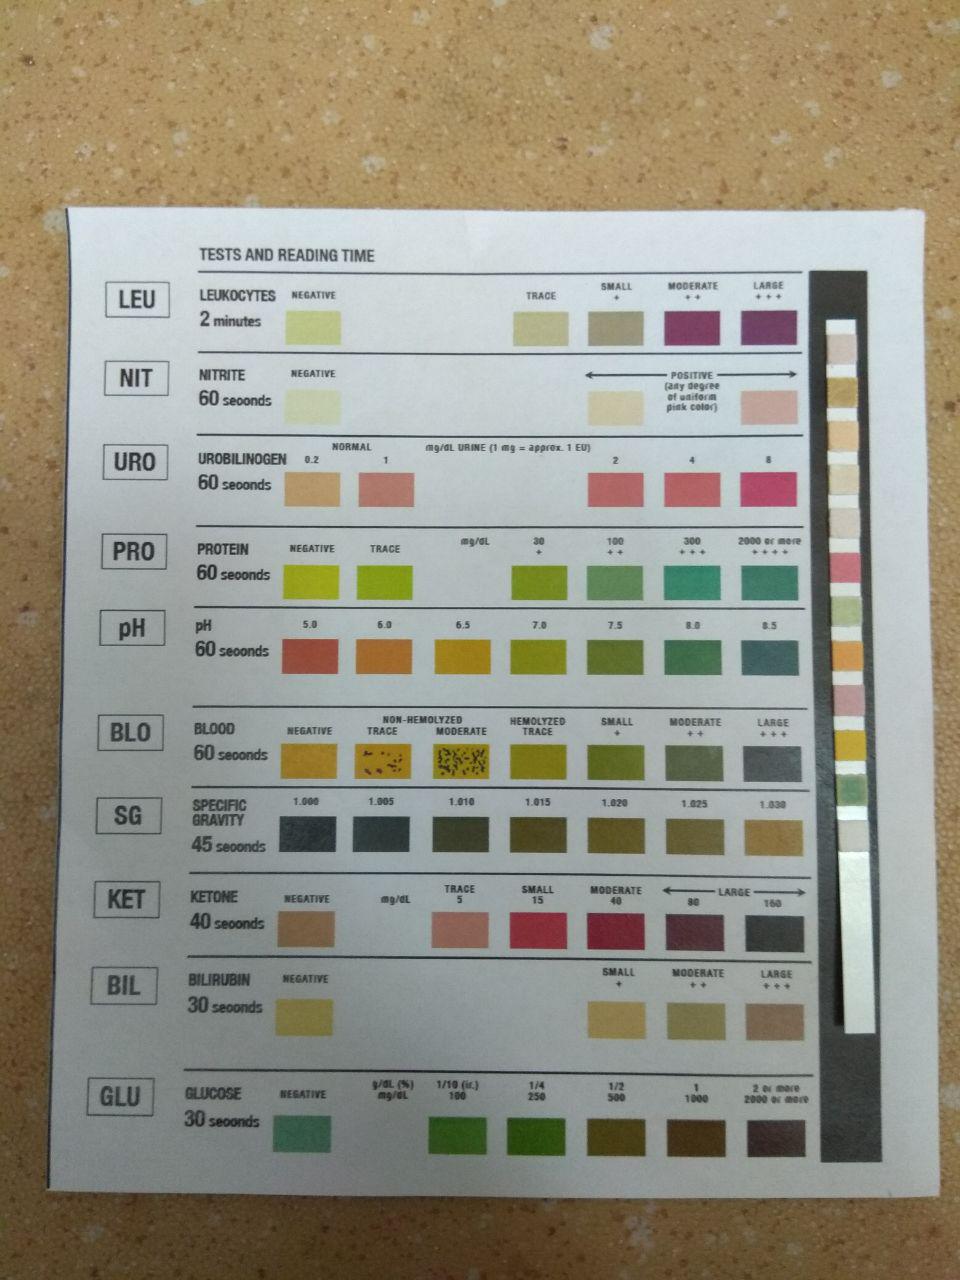 TESTS AND READING TIME
LEU
LEUKOCYTES
2 minutes
NEGATIVE
TRACE
SMALL
+
MODERATE
+ +
LARGE
+ + +
NIT
NITRITE
60 seconds
NEGATIVE
POSITIVE
(any degree
of uniform
pink color)
URO
UROBILINOGEN
60 seconds
NORMAL
mg/dL URINE (1 mg = approx. 1 EU)
0.2 1 2 4 8
PRO
PROTEIN
60 seconds
NEGATIVE
TRACE
mg/dL
30
+
100
+ +
300
+ + +
2000 or more
+ + + +
pH
pH
60 seconds
5.0 6.0 6.5 7.0 7.5 8.0 8.5
BLO
BLOOD
60 seconds
NEGATIVE
NON-HEMOLYZED
TRACE MODERATE
HEMOLYZED
TRACE
SMALL
+
MODERATE
+ +
LARGE
+ + +
SG
SPECIFIC
GRAVITY
45 seconds
1.000 1.005 1.010 1.015 1.020 1.025 1.030
KET
KETONE
40 seconds
NEGATIVE
mg/dL
TRACE
5
SMALL
15
MODERATE
40
LARGE
80 160
BIL
BILIRUBIN
30 seconds
NEGATIVE
SMALL
+
MODERATE
+ +
LARGE
+ + +
GLU
GLUCOSE
30 seconds
NEGATIVE
g/dL (%)
mg/dL
1/10 (tr.)
100
1/4
250
1/2
500
1
1000
2 or more
2000 or more